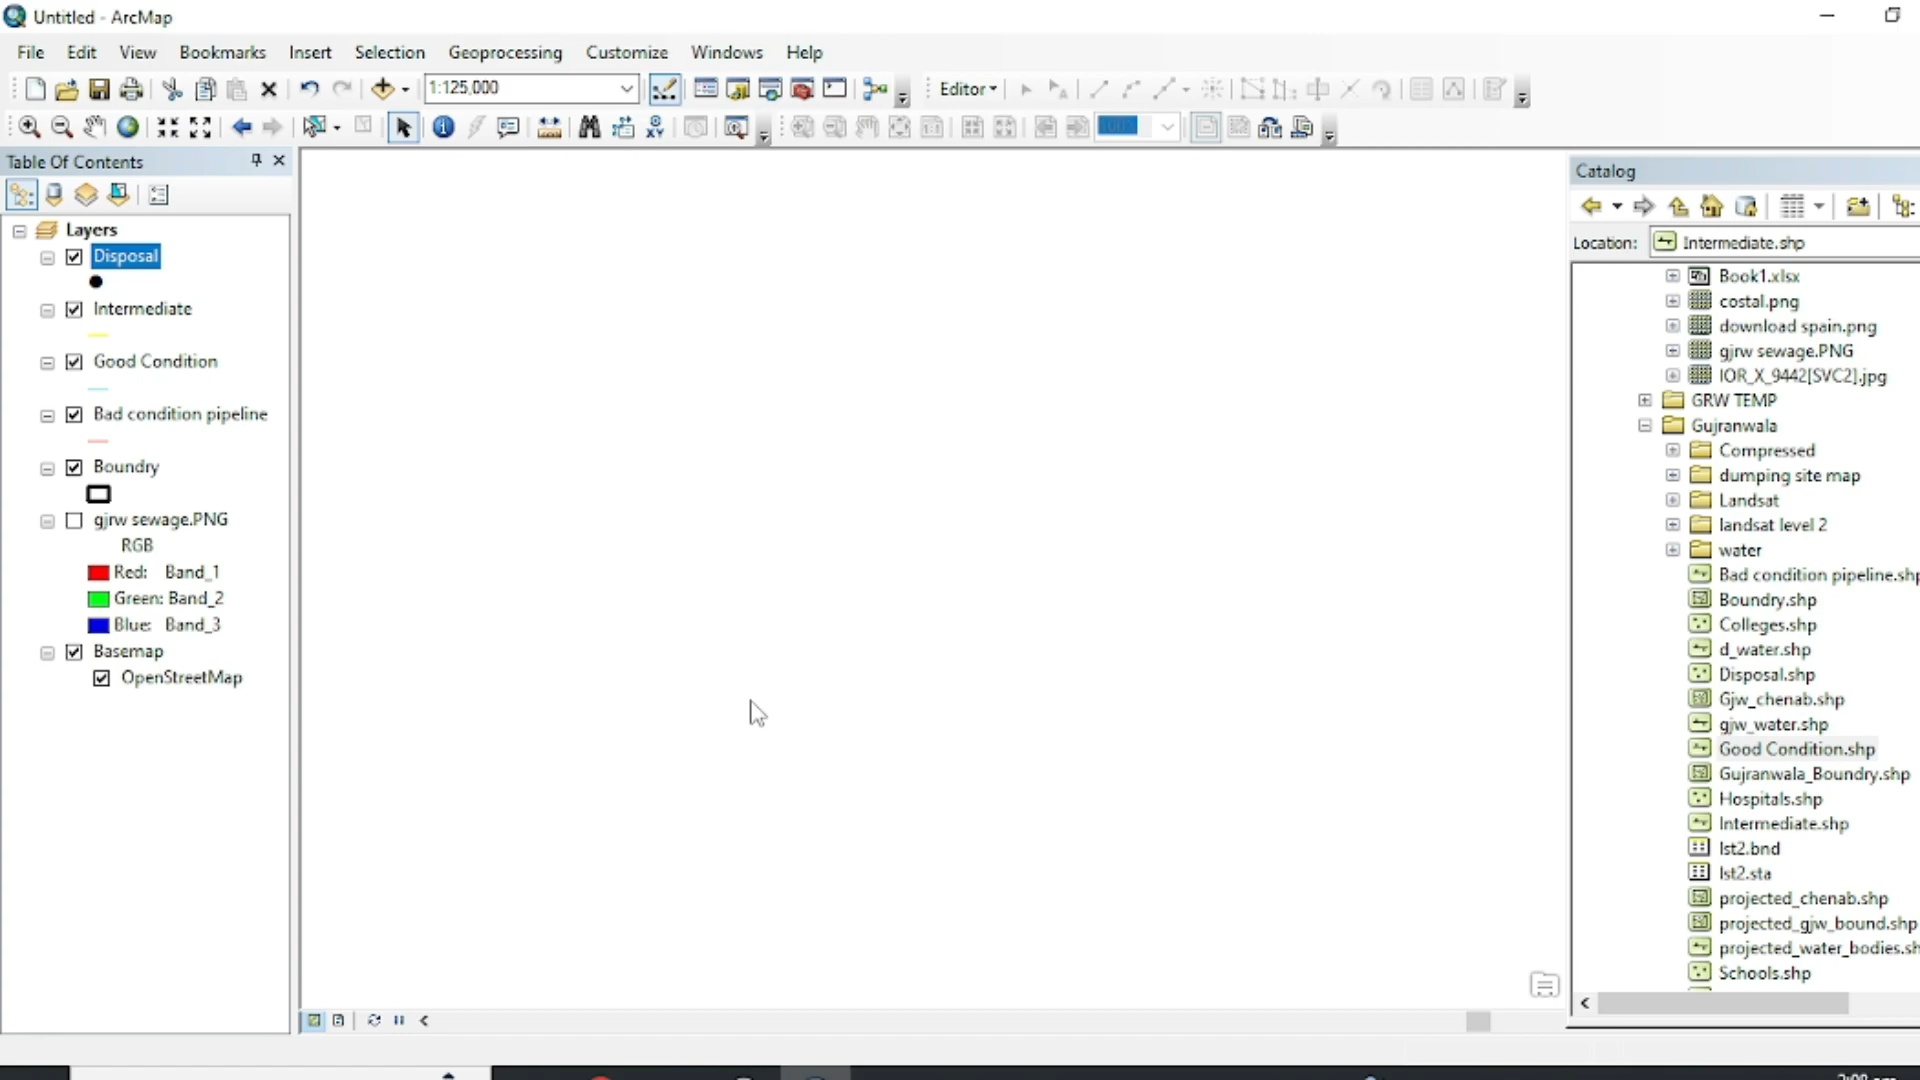 Untitled - ArcMap
File Edit View Bookmarks Insert Selection Geoprocessing Customize Windows Help
1:125,000
Editor
Table Of Contents
Layers
Disposal
Intermediate
Good Condition
Bad condition pipeline
Boundry
gjrw sewage.PNG
RGB
Red: Band_1
Green: Band_2
Blue: Band_3
Basemap
OpenStreetMap
Catalog
Location: Intermediate.shp
Book1.xlsx
costal.png
download spain.png
gjrw sewage.PNG
IOR_X_9442[SVC2].jpg
GRW TEMP
Gujranwala
Compressed
dumping site map
Landsat
landsat level 2
water
Bad condition pipeline.shp
Boundry.shp
Colleges.shp
d_water.shp
Disposal.shp
Gjw_chenab.shp
gjw_water.shp
Good Condition.shp
Gujranwala_Boundry.shp
Hospitals.shp
Intermediate.shp
lst2.bnd
lst2.sta
projected_chenab.shp
projected_gjw_bound.shp
projected_water_bodies.sh
Schools.shp